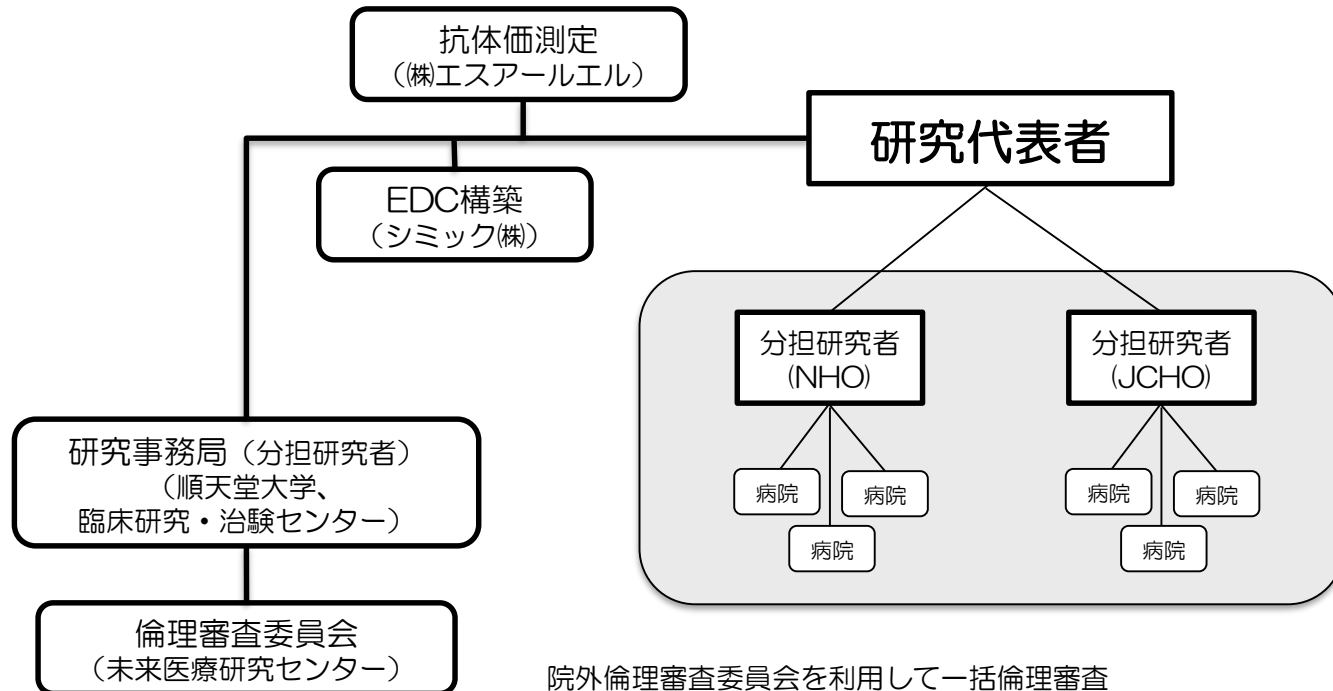 抗体価測定
（㈱エスアールエル）
研究代表者
EDC構築
（シミック㈱）
分担研究者
(NHO)
分担研究者
(JCHO)
病院
病院
病院
病院
病院
病院
研究事務局（分担研究者）
（順天堂大学、
臨床研究・治験センター）
倫理審査委員会
（未来医療研究センター）
院外倫理審査委員会を利用して一括倫理審査